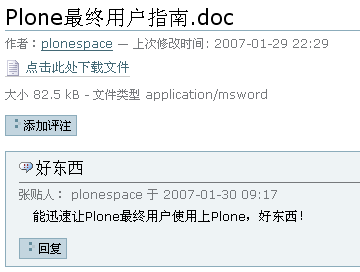 Plone最终用户指南.doc
作者：plonespace — 上次修改时间: 2007-01-29 22:29
点击此处下载文件
大小 82.5 kB - 文件类型 application/msword
添加评注
好东西
张贴人： plonespace 于 2007-01-30 09:17
能迅速让Plone最终用户使用上Plone，好东西！
回复